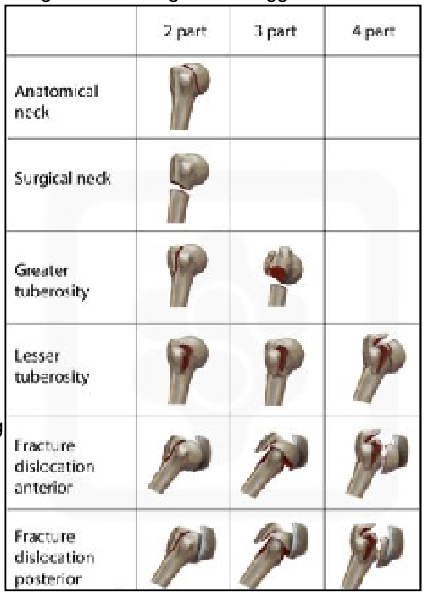 2 part 3 part 4 part
Anatomical
neck
Surgical neck
Greater
tuberosity
Lesser
tuberosity
Fracture
dislocation
anterior
Fracture
dislocation
posterior